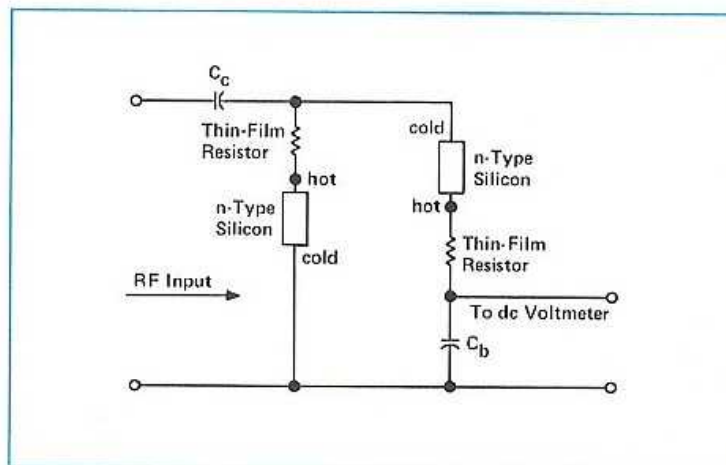 Cc
Thin-Film
Resistor
hot
n-Type
Silicon
cold
cold
n-Type
Silicon
hot
Thin-Film
Resistor
RF Input
To dc Voltmeter
Cb